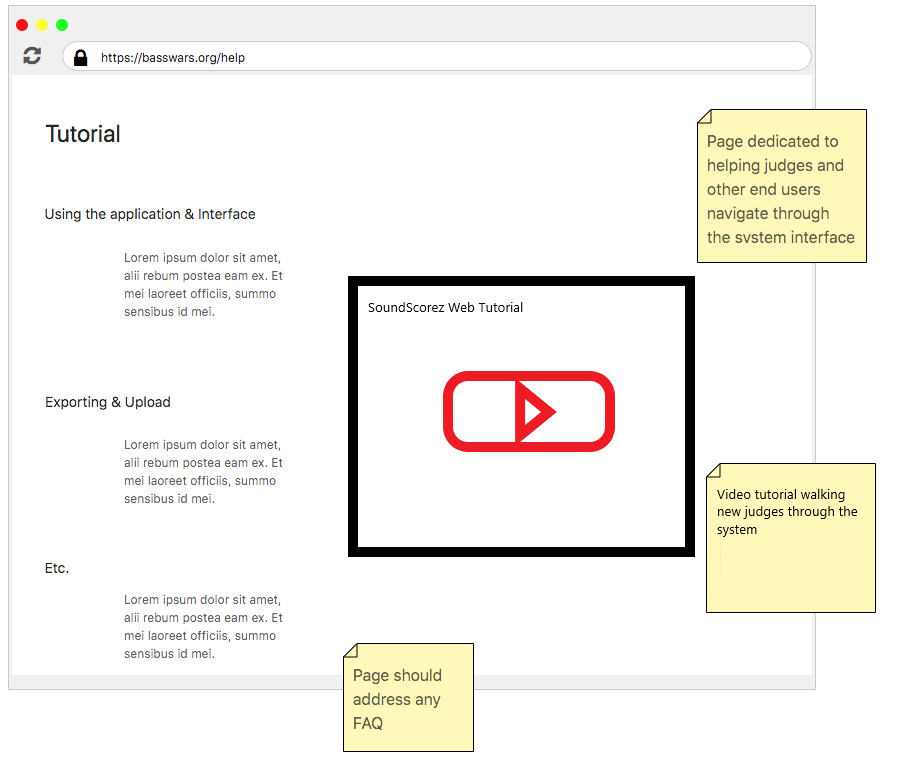 https://basswars.org/help
Tutorial
Page dedicated to
helping judges and
other end users
navigate through
the system interface
Using the application & Interface
Lorem ipsum dolor sit amet,
alii rebum postea eam ex. Et
mei laoreet officiis, summo
sensibus id mei.
SoundScorez Web Tutorial
Exporting & Upload
Lorem ipsum dolor sit amet,
alii rebum postea eam ex. Et
mei laoreet officiis, summo
sensibus id mei.
Video tutorial walking
new judges through the
system
Etc.
Lorem ipsum dolor sit amet,
alii rebum postea eam ex. Et
mei laoreet officiis, summo
sensibus id mei.
Page should
address any
FAQ